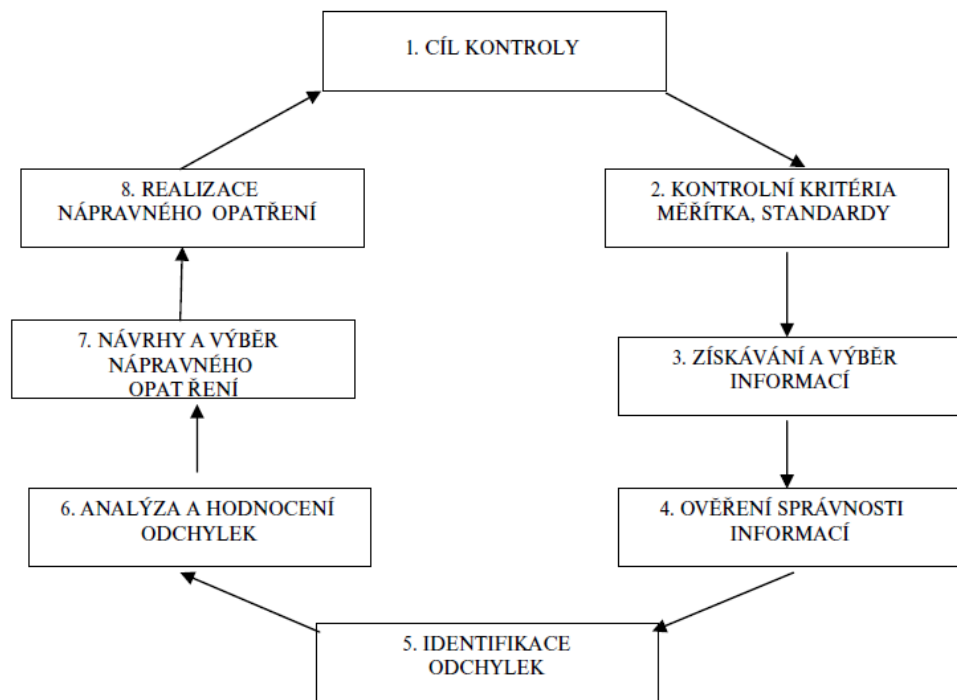 1. CÍL KONTROLY
2. KONTROLNÍ KRITÉRIA
MĚŘÍTKA, STANDARDY
3. ZÍSKÁVÁNÍ A VÝBĚR
INFORMACÍ
4. OVĚŘENÍ SPRÁVNOSTI
INFORMACÍ
5. IDENTIFIKACE
ODCHYLEK
6. ANALÝZA A HODNOCENÍ
ODCHYLEK
7. NÁVRHY A VÝBĚR
NÁPRAVNÉHO
OPAT ŘENÍ
8. REALIZACE
NÁPRAVNÉHO OPATŘENÍ